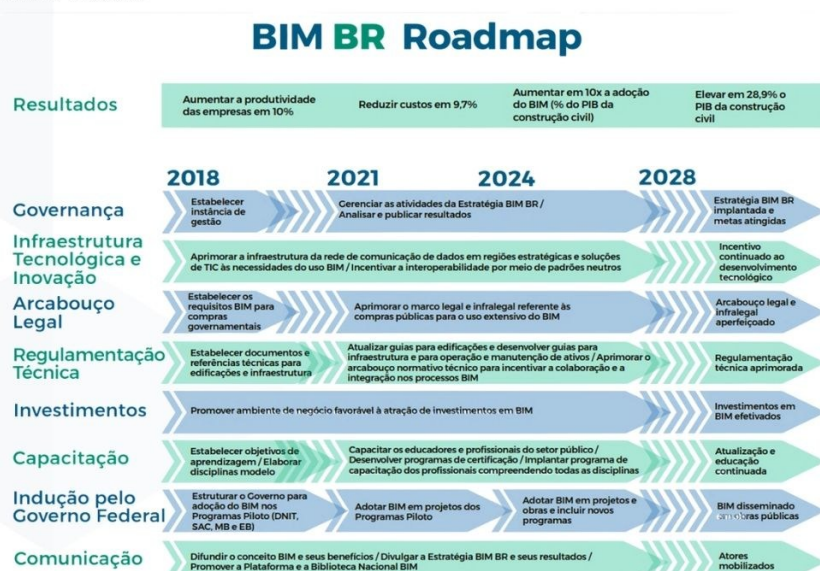 BIM BR Roadmap
Resultados
Aumentar a produtividade
das empresas em 10%
Reduzir custos em 9,7%
Aumentar em 10x a adoção
do BIM (% do PIB da
construção civil)
Elevar em 28,9% o
PIB da construção
civil
2018 2021 2024 2028
Governança
Estabelecer
instância de
gestão
Gerenciar as atividades da Estratégia BIM BR /
Analisar e publicar resultados
Estratégia BIM BR
implantada e
metas atingidas
Infraestrutura
Tecnológica e
Inovação
Aprimorar a infraestrutura da rede de comunicação de dados em regiões estratégicas e soluções
de TIC às necessidades do uso BIM / Incentivar a interoperabilidade por meio de padrões neutros
Incentivo
continuado ao
desenvolvimento
tecnológico
Arcabouço
Legal
Estabelecer os
requisitos BIM para
compras
governamentais
Aprimorar o marco legal e infralegal referente às
compras públicas para o uso extensivo do BIM
Arcabouço legal e
infralegal
aperfeiçoado
Regulamentação
Técnica
Estabelecer documentos e
referências técnicas para
edificações e infraestrutura
Atualizar guias para edificações e desenvolver guias para
infraestrutura e para operação e manutenção de ativos / Aprimorar o
arcabouço normativo técnico para incentivar a colaboração e a
integração nos processos BIM
Regulamentação
técnica aprimorada
Investimentos
Promover ambiente de negócio favorável à atração de investimentos em BIM
Investimentos em
BIM efetivados
Capacitação
Estabelecer objetivos de
aprendizagem / Elaborar
disciplinas modelo
Capacitar os educadores e profissionais do setor público /
Desenvolver programas de certificação / Implantar programa de
capacitação dos profissionais compreendendo todas as disciplinas
Atualização e
educação
continuada
Indução pelo
Governo Federal
Estruturar o Governo para
adoção do BIM nos
Programas Piloto (DNIT,
SAC, MB e EB)
Adotar BIM em projetos dos
Programas Piloto
Adotar BIM em projetos e
obras e incluir novos
programas
BIM disseminado
públicas
Comunicação
Difundir o conceito BIM e seus benefícios / Divulgar a Estratégia BIM BR e seus resultados /
Promover a Plataforma e a Biblioteca Nacional BIM
Atores
mobilizados